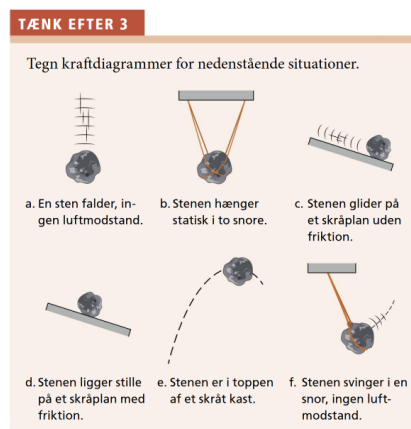 TÆNK EFTER 3
Tegn kraftdiagrammer for nedenstående situationer.
a. En sten falder, in-
gen luftmodstand.
b. Stenen hænger
statisk i to snore.
c. Stenen glider på
et skråplan uden
friktion.
d. Stenen ligger stille
på et skråplan med
friktion.
e. Stenen er i toppen
af et skråt kast.
f. Stenen svinger i en
snor, ingen luft-
modstand.